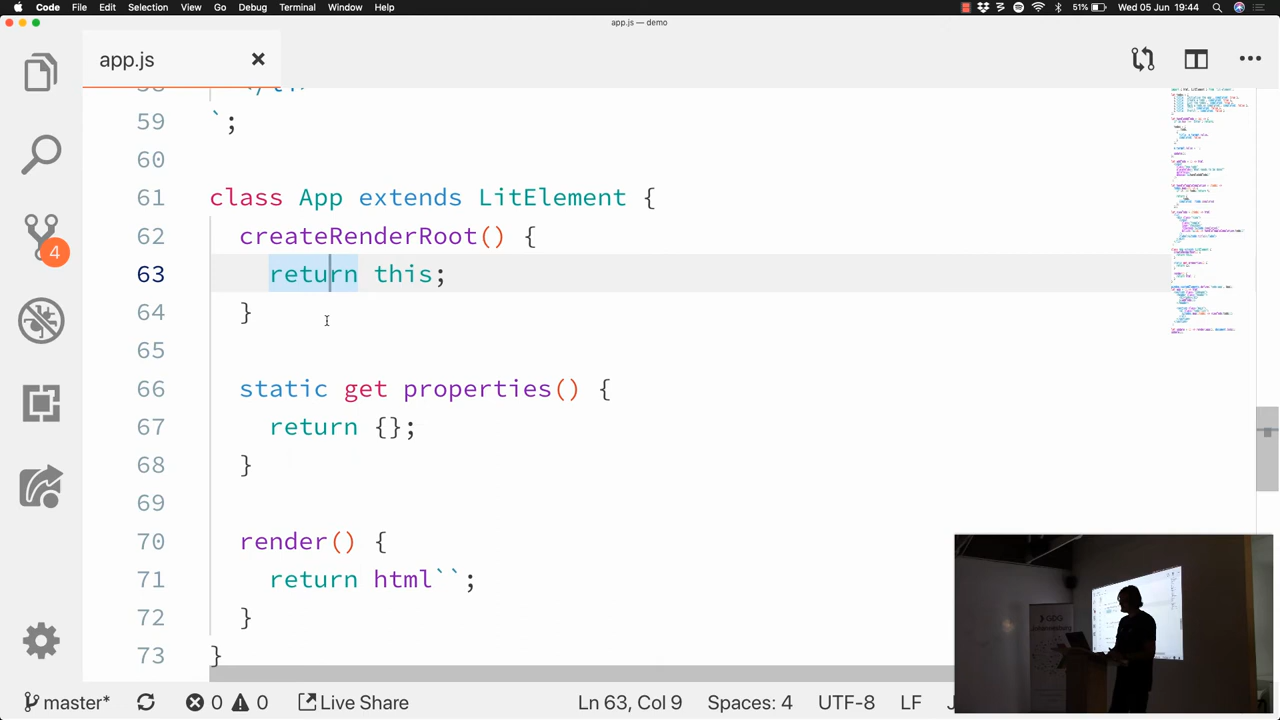 Code File Edit Selection View Go Debug Terminal Window Help 51% Wed 05 Jun 19:44
app.js — demo
app.js
59 `;
60
61 class App extends LitElement {
62 createRenderRoot() {
63 return this;
64 }
65
66 static get properties() {
67 return {};
68 }
69
70 render() {
71 return html``;
72 }
73 }
4
master* 0 0 Live Share Ln 63, Col 9 Spaces: 4 UTF-8 LF
GDG